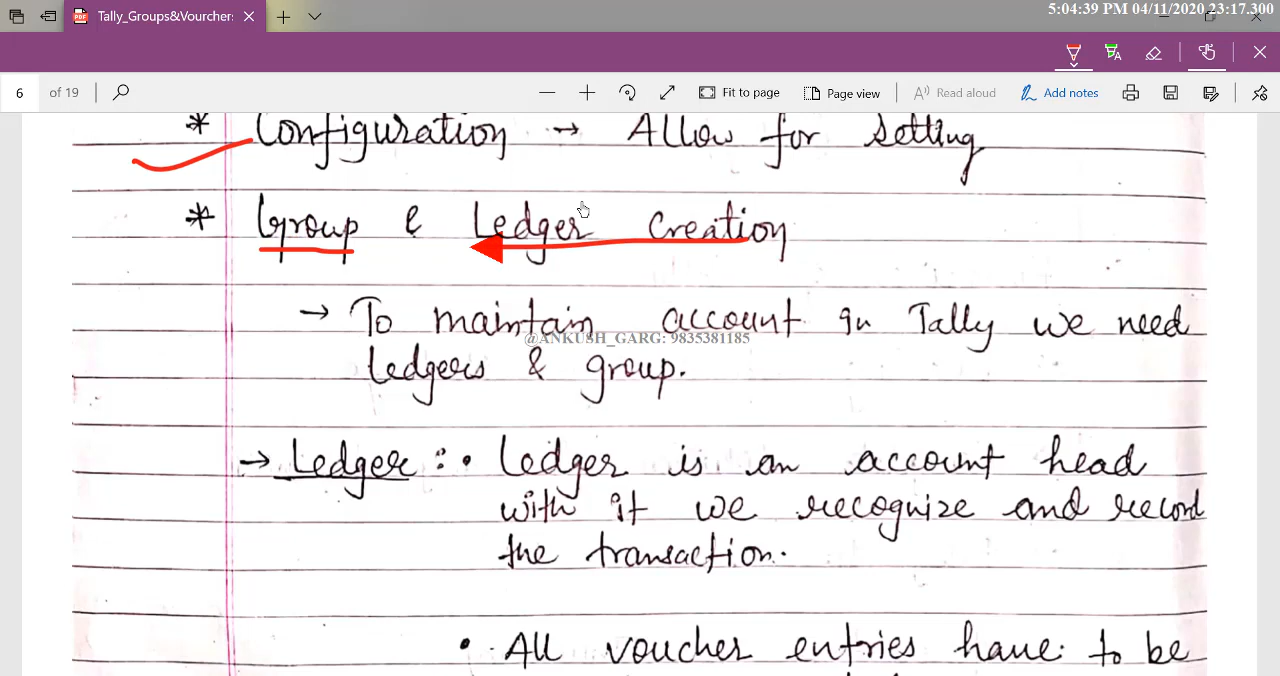 Tally_Groups&Vourcher:
5:04:39 PM 04/11/2020 23:17.300
6 of 19
Fit to page
Page view
Read aloud
Add notes
* Configuration → Allow for setting
* Group & Ledger Creation
→ To maintain account in Tally we need
@ANKUSH_GARG: 9835381185
ledgers & group.
→ Ledger : • Ledger is an account head
with it we recognize and record
the transaction.
• All voucher entries have to be